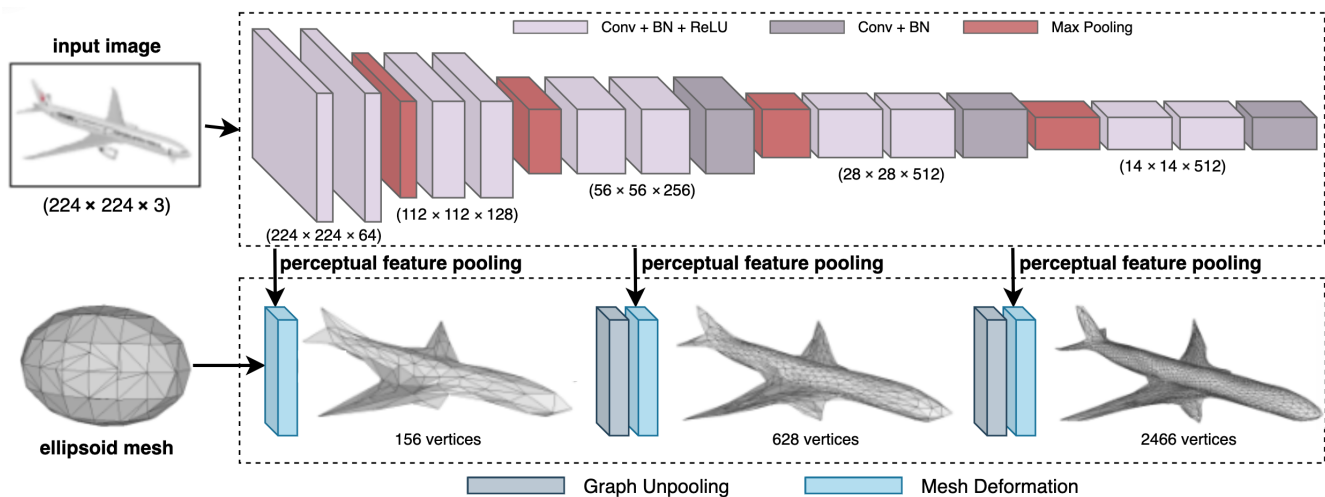 Conv + BN + ReLU
Conv + BN
Max Pooling
input image
(224 × 224 × 3)
(224 × 224 × 64)
(112 × 112 × 128)
(56 × 56 × 256)
(28 × 28 × 512)
(14 × 14 × 512)
perceptual feature pooling
perceptual feature pooling
perceptual feature pooling
ellipsoid mesh
156 vertices
628 vertices
2466 vertices
Graph Unpooling
Mesh Deformation